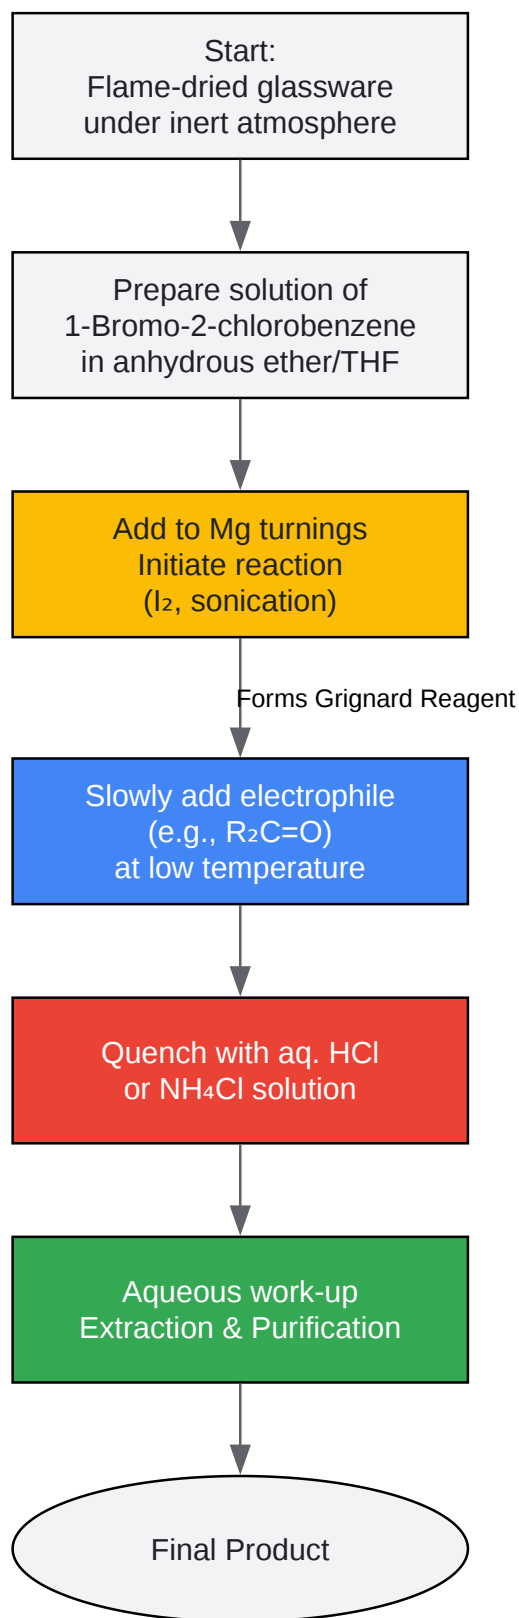 Start:
Flame-dried glassware
under inert atmosphere
Prepare solution of
1-Bromo-2-chlorobenzene
in anhydrous ether/THF
Add to Mg turnings
Initiate reaction
(I₂, sonication)
Forms Grignard Reagent
Slowly add electrophile
(e.g., R₂C=O)
at low temperature
Quench with aq. HCl
or NH₄Cl solution
Aqueous work-up
Extraction & Purification
Final Product